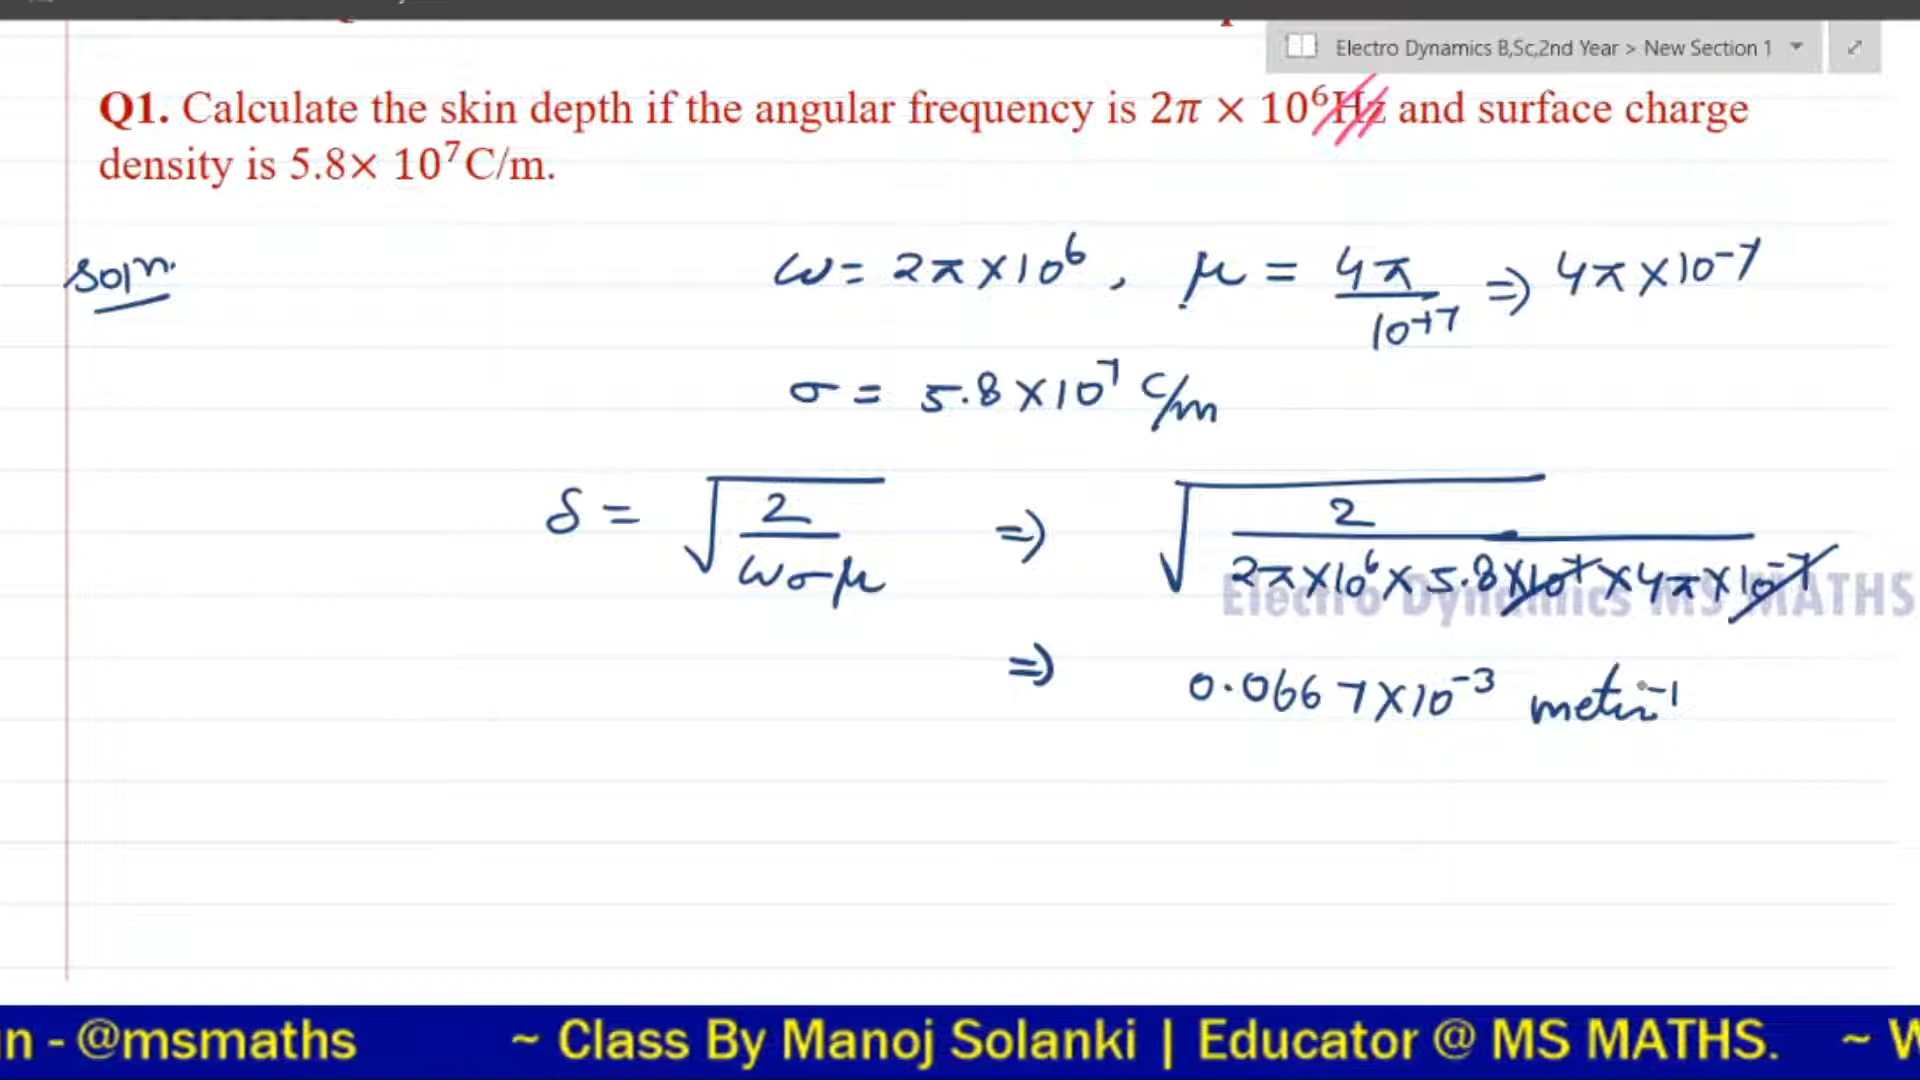 Electro Dynamics B,Sc,2nd Year > New Section 1
Q1. Calculate the skin depth if the angular frequency is 2π × 10⁶Hz and surface charge
density is 5.8× 10⁷C/m.
Soln.
ω = 2π×10⁶, μ = 4π/10⁺⁷ ⇒ 4π×10⁻⁷
σ = 5.8×10⁷ C/m
δ = √(2/ωσμ) ⇒ √(2/2π×10⁶×5.8×10⁷×4π×10⁻⁷)
Electro Dynamics MS MATHS
⇒ 0.0667×10⁻³ meter⁻¹
n - @msmaths ~ Class By Manoj Solanki | Educator @ MS MATHS. ~ W